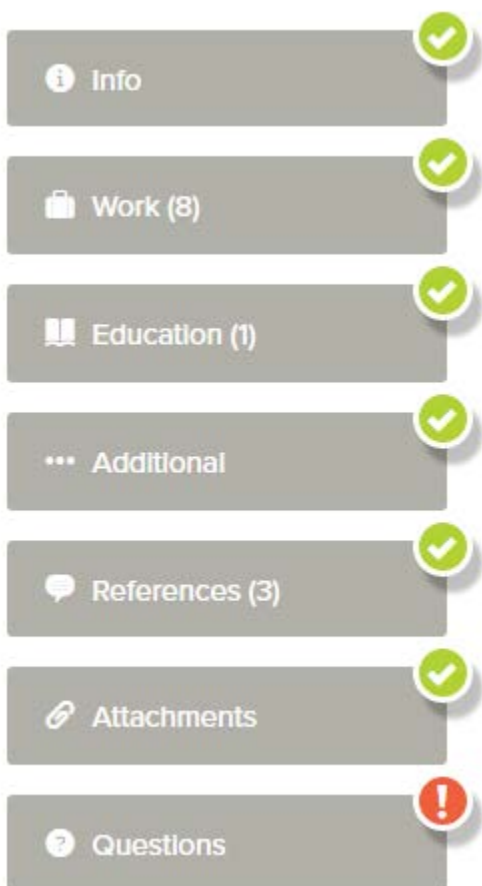 Info
Work (8)
Education (1)
Additional
References (3)
Attachments
Questions